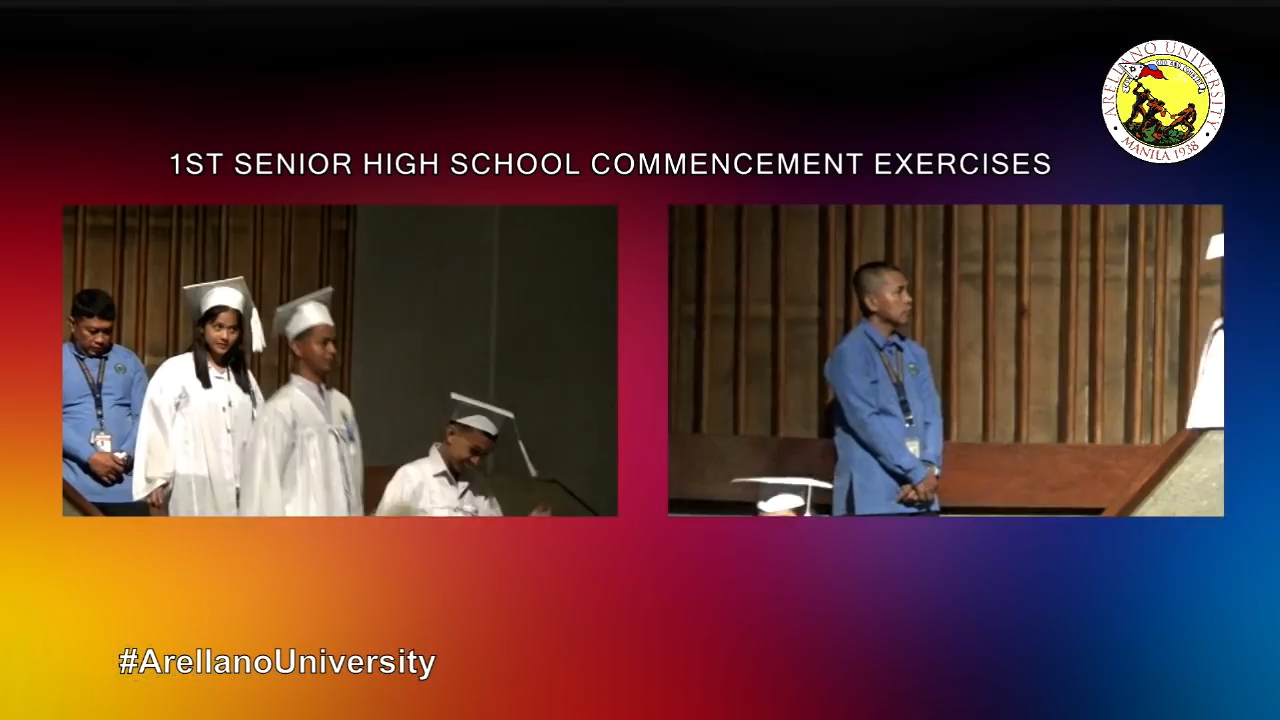 ARELLANO UNIVERSITY
MANILA 1938
1ST SENIOR HIGH SCHOOL COMMENCEMENT EXERCISES
#ArellanoUniversity